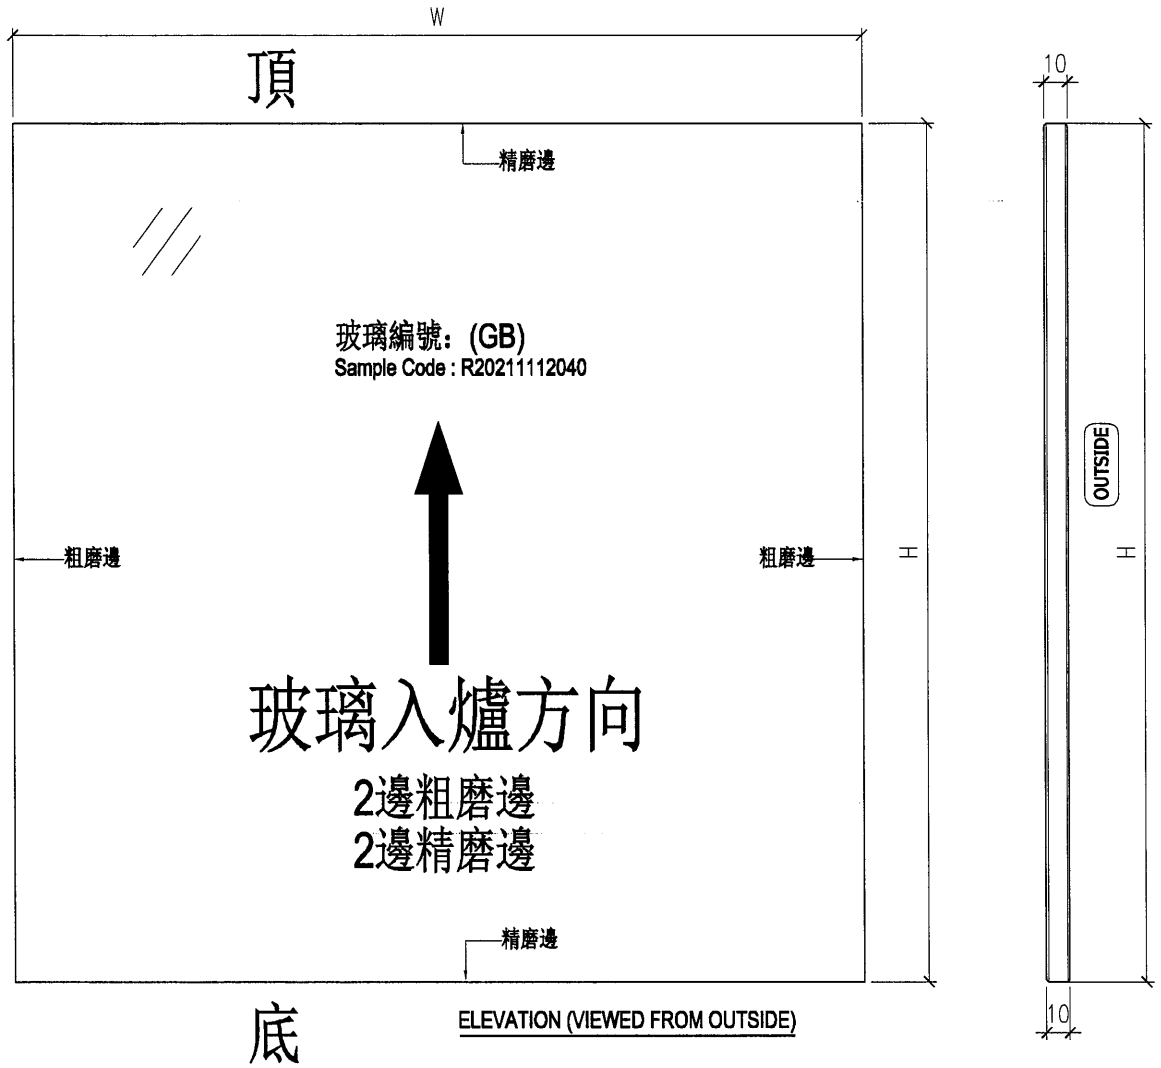 W
頂
10
精磨邊
玻璃編號：(GB)
Sample Code : R20211112040
OUTSIDE
粗磨邊
粗磨邊
H
H
玻璃入爐方向
2邊粗磨邊
2邊精磨邊
精磨邊
底
ELEVATION (VIEWED FROM OUTSIDE)
10